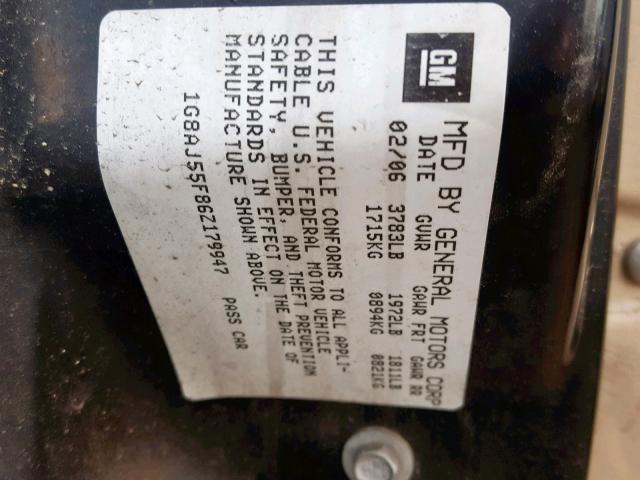 GM
MFD BY GENERAL MOTORS CORP
DATE GVWR GAWR FRT GAWR RR
02/06 3783LB 1972LB 1811LB
1715KG 0894KG 0821KG
THIS VEHICLE CONFORMS TO ALL APPLI-
CABLE U.S. FEDERAL MOTOR VEHICLE
SAFETY, BUMPER, AND THEFT PREVENTION
STANDARDS IN EFFECT ON THE DATE OF
MANUFACTURE SHOWN ABOVE.
1G8AJ55F86Z179947 PASS CAR